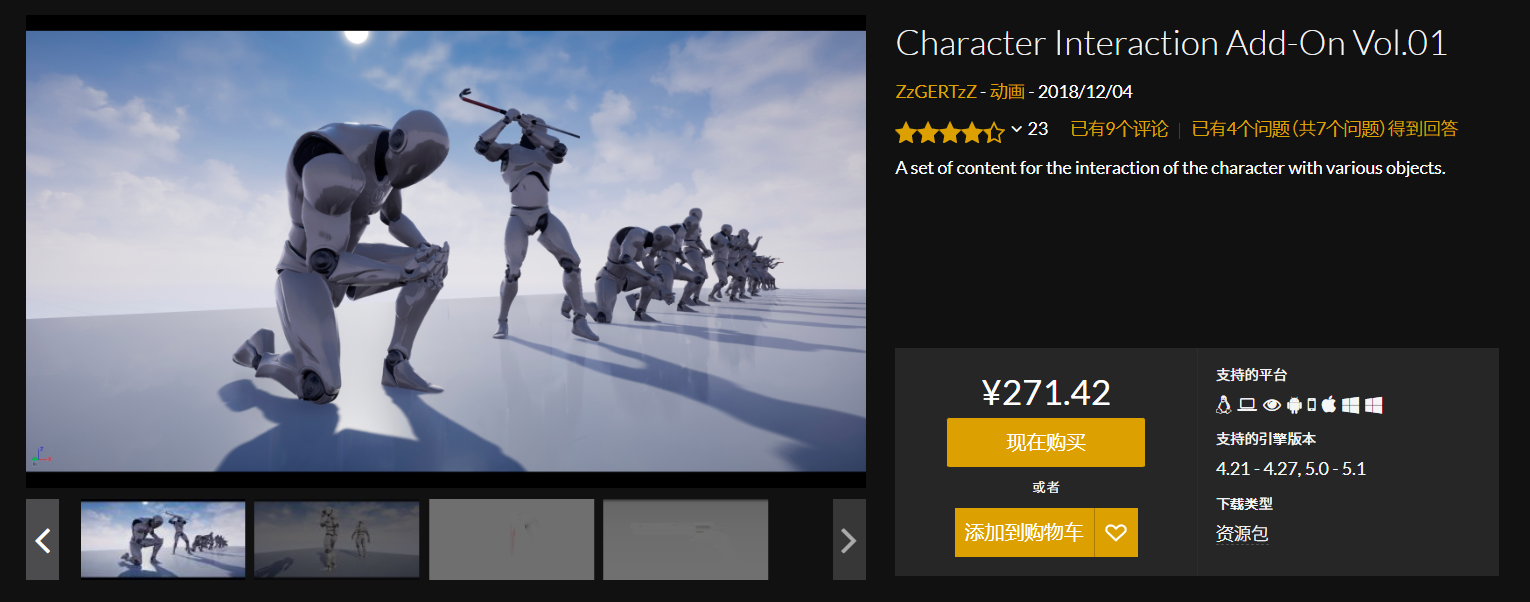 Character Interaction Add-On Vol.01
ZzGERTzZ - 动画 - 2018/12/04
23 已有9个评论 | 已有4个问题(共7个问题)得到回答
A set of content for the interaction of the character with various objects.
¥271.42
现在购买
或者
添加到购物车
支持的平台
支持的引擎版本
4.21 - 4.27, 5.0 - 5.1
下载类型
资源包